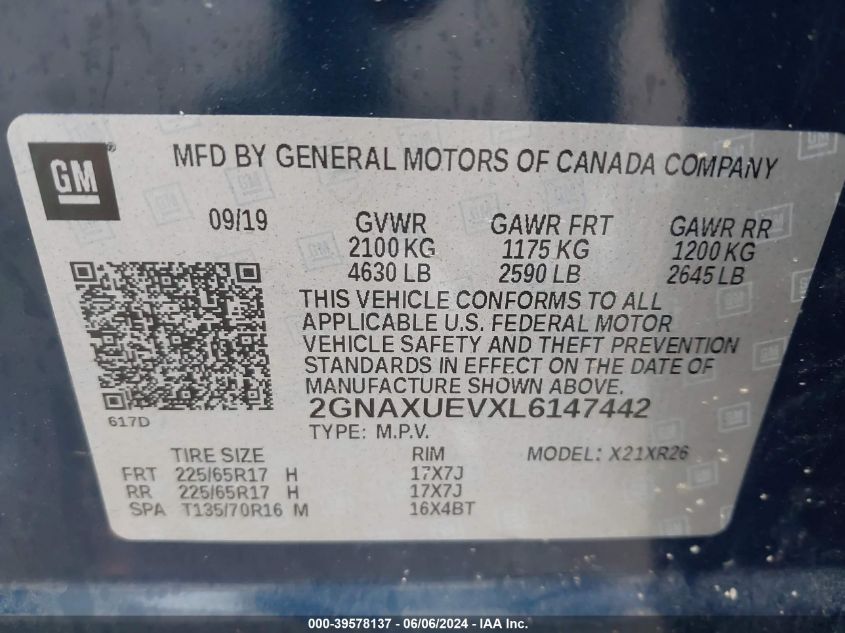 GM
MFD BY GENERAL MOTORS OF CANADA COMPANY
09/19 GVWR GAWR FRT GAWR RR
2100 KG 1175 KG 1200 KG
4630 LB 2590 LB 2645 LB
THIS VEHICLE CONFORMS TO ALL
APPLICABLE U.S. FEDERAL MOTOR
VEHICLE SAFETY AND THEFT PREVENTION
STANDARDS IN EFFECT ON THE DATE OF
MANUFACTURE SHOWN ABOVE.
617D 2GNAXUEVXL6147442
TYPE: M.P.V.
TIRE SIZE RIM MODEL: X21XR26
FRT 225/65R17 H 17X7J
RR 225/65R17 H 17X7J
SPA T135/70R16 M 16X4BT
000-39578137 - 06/06/2024 - IAA Inc.